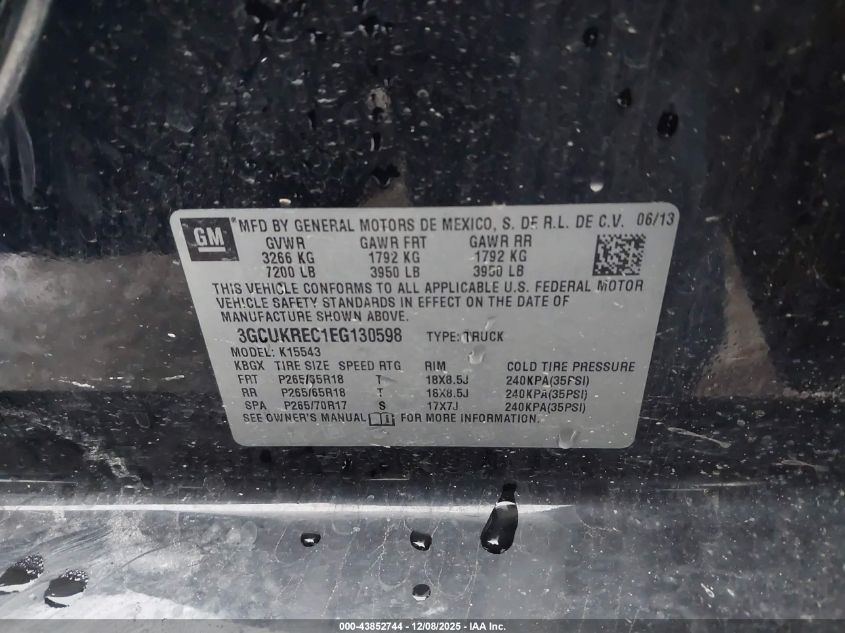 GM
MFD BY GENERAL MOTORS DE MEXICO, S. DE R.L. DE C.V. 06/13
GVWR GAWR FRT GAWR RR
3266 KG 1792 KG 1792 KG
7200 LB 3950 LB 3950 LB
THIS VEHICLE CONFORMS TO ALL APPLICABLE U.S. FEDERAL MOTOR
VEHICLE SAFETY STANDARDS IN EFFECT ON THE DATE OF
MANUFACTURE SHOWN ABOVE.
3GCUKREC1EG130598 TYPE: TRUCK
MODEL: K15543
KBGX TIRE SIZE SPEED RTG RIM COLD TIRE PRESSURE
FRT P265/65R18 T 18X8.5J 240KPA(35PSI)
RR P265/65R18 T 18X8.5J 240KPA(35PSI)
SPA P265/70R17 S 17X7J 240KPA(35PSI)
SEE OWNER'S MANUAL FOR MORE INFORMATION
000-43852744 - 12/08/2025 - IAA Inc.